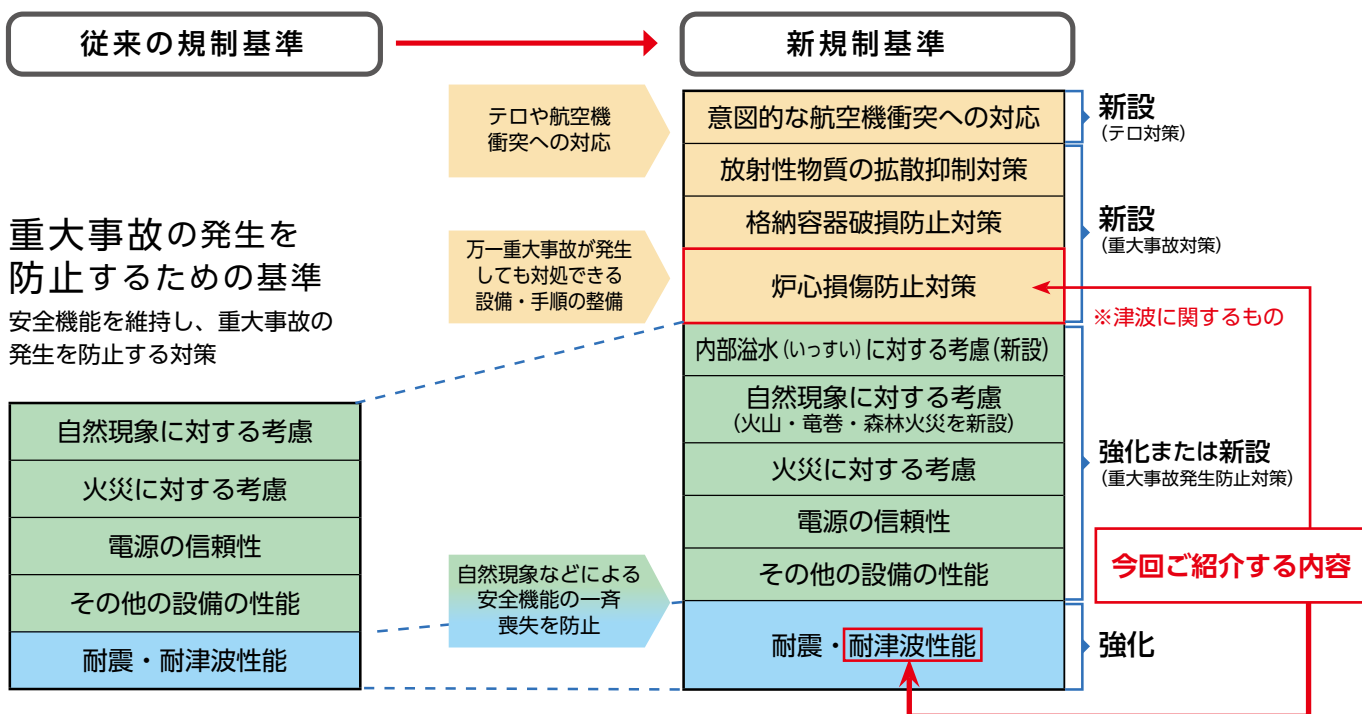 従来の規制基準
新規制基準
重大事故の発生を
防止するための基準
安全機能を維持し、重大事故の
発生を防止する対策
自然現象に対する考慮
火災に対する考慮
電源の信頼性
その他の設備の性能
耐震・耐津波性能
テロや航空機
衝突への対応
万一重大事故が発生
しても対処できる
設備・手順の整備
自然現象などによる
安全機能の一斉
喪失を防止
意図的な航空機衝突への対応
放射性物質の拡散抑制対策
格納容器破損防止対策
炉心損傷防止対策
内部溢水(いっすい)に対する考慮(新設)
自然現象に対する考慮
(火山・竜巻・森林火災を新設)
火災に対する考慮
電源の信頼性
その他の設備の性能
耐震・耐津波性能
新設
(テロ対策)
新設
(重大事故対策)
※津波に関するもの
強化または新設
(重大事故発生防止対策)
今回ご紹介する内容
強化